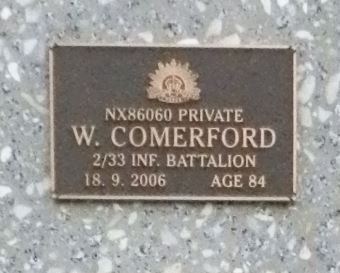 NX86060 PRIVATE
W. COMERFORD
2/33 INF. BATTALION
18. 9. 2006 AGE 84